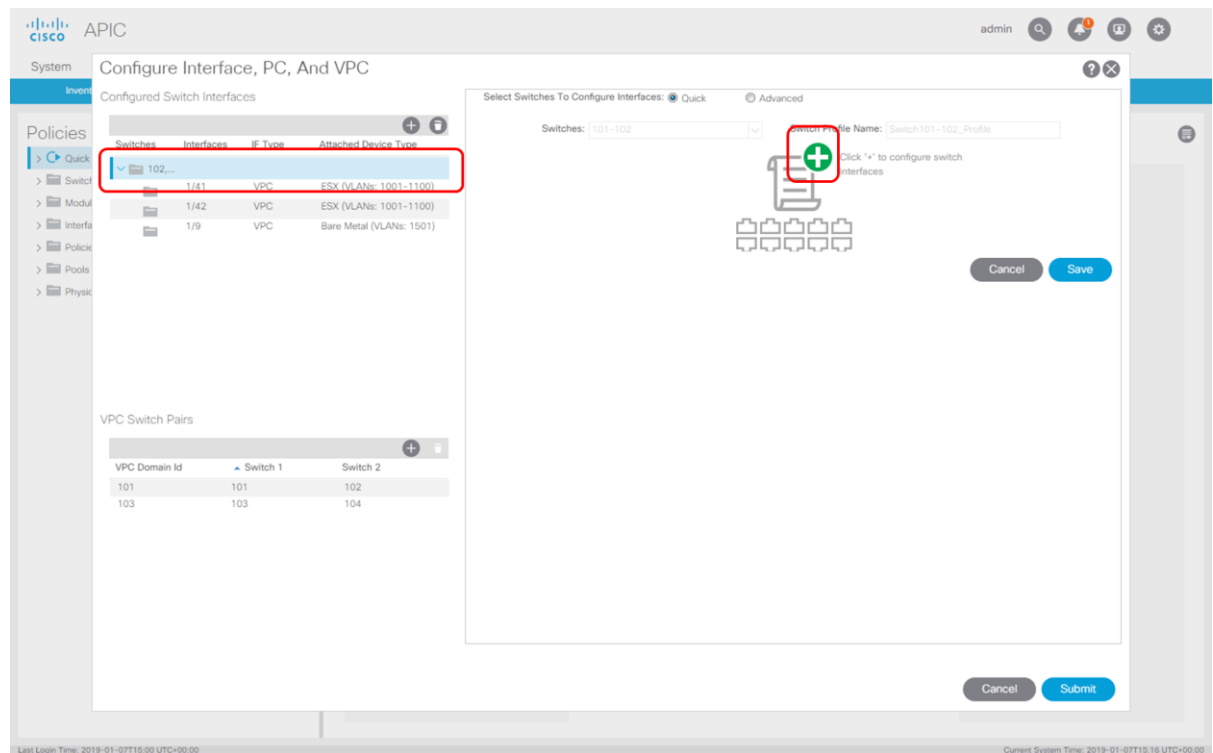 cisco APIC
admin
1
System
Configure Interface, PC, And VPC
Invent
Configured Switch Interfaces
Select Switches To Configure Interfaces: Quick Advanced
Switches: 101-102
Switch Profile Name: Switch101-102_Profile
Click '+' to configure switch
interfaces
Cancel Save
Policies
Quick
Switch
Modul
Interfa
Policie
Pools
Physic
Switches Interfaces IF Type Attached Device Type
102,...
1/41 VPC ESX (VLANs: 1001-1100)
1/42 VPC ESX (VLANs: 1001-1100)
1/9 VPC Bare Metal (VLANs: 1501)
VPC Switch Pairs
VPC Domain Id Switch 1 Switch 2
101 101 102
103 103 104
Cancel Submit
Last Login Time: 2019-01-07T15:00 UTC+00:00
Current System Time: 2019-01-07T15:16 UTC+00:00